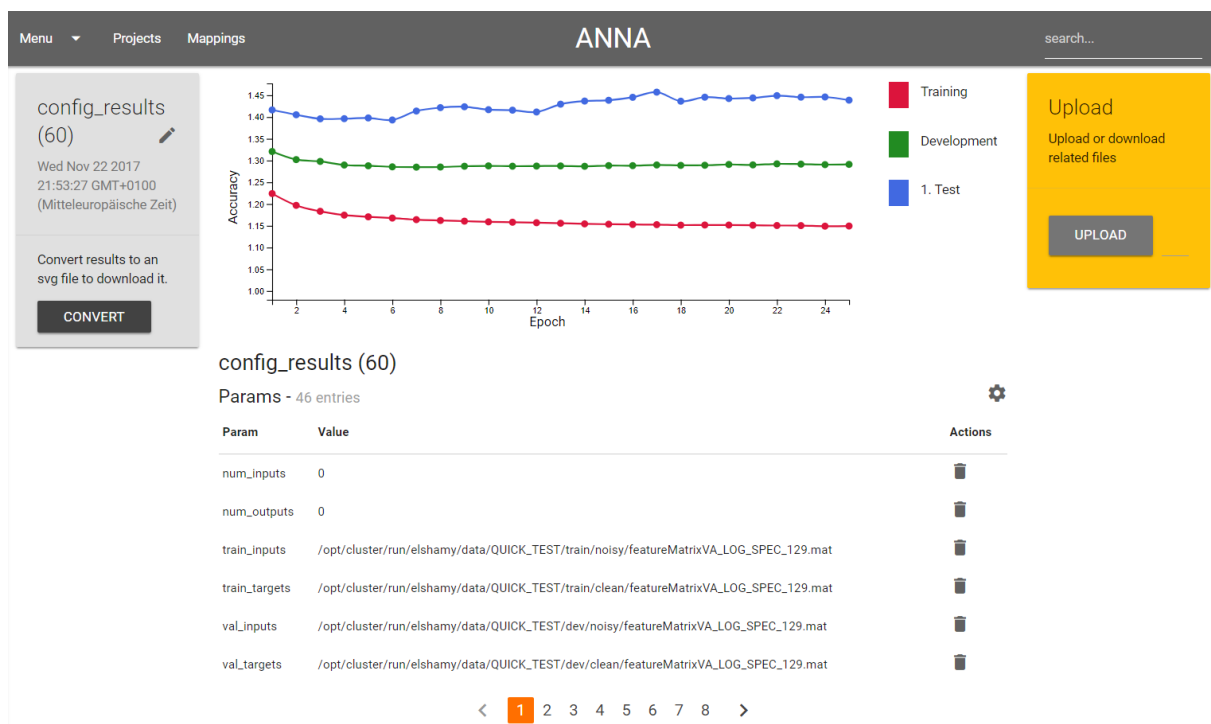 Menu Projects Mappings ANNA search...
config_results
(60)
Wed Nov 22 2017
21:53:27 GMT+0100
(Mitteleuropäische Zeit)
Convert results to an
svg file to download it.
CONVERT
Accuracy
1.45
1.40
1.35
1.30
1.25
1.20
1.15
1.10
1.05
1.00
2 4 6 8 10 12 14 16 18 20 22 24
Epoch
Training
Development
1. Test
Upload
Upload or download
related files
UPLOAD
config_results (60)
Params - 46 entries
Param Value Actions
num_inputs 0
num_outputs 0
train_inputs /opt/cluster/run/elshamy/data/QUICK_TEST/train/noisy/featureMatrixVA_LOG_SPEC_129.mat
train_targets /opt/cluster/run/elshamy/data/QUICK_TEST/train/clean/featureMatrixVA_LOG_SPEC_129.mat
val_inputs /opt/cluster/run/elshamy/data/QUICK_TEST/dev/noisy/featureMatrixVA_LOG_SPEC_129.mat
val_targets /opt/cluster/run/elshamy/data/QUICK_TEST/dev/clean/featureMatrixVA_LOG_SPEC_129.mat
1 2 3 4 5 6 7 8